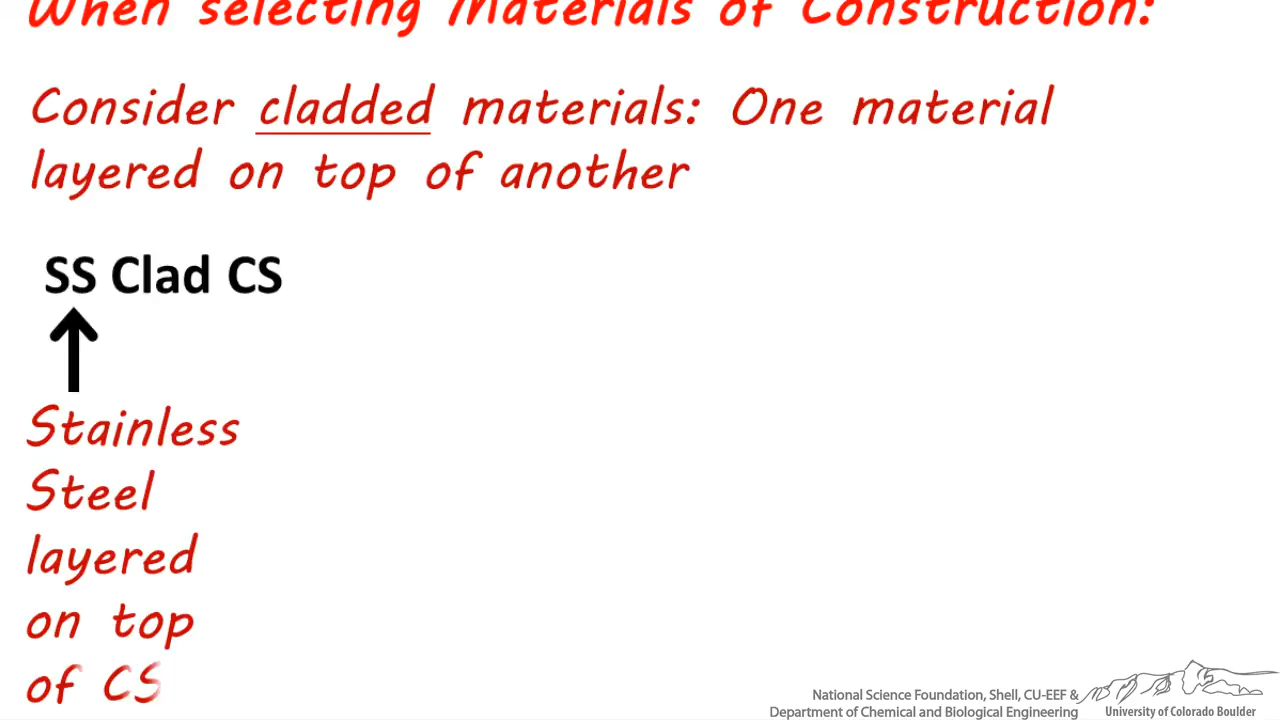 When selecting Materials of Construction:
Consider cladded materials: One material
layered on top of another
SS Clad CS
Stainless
Steel
layered
on top
of CS
National Science Foundation, Shell, CU-EEF &
Department of Chemical and Biological Engineering
University of Colorado Boulder